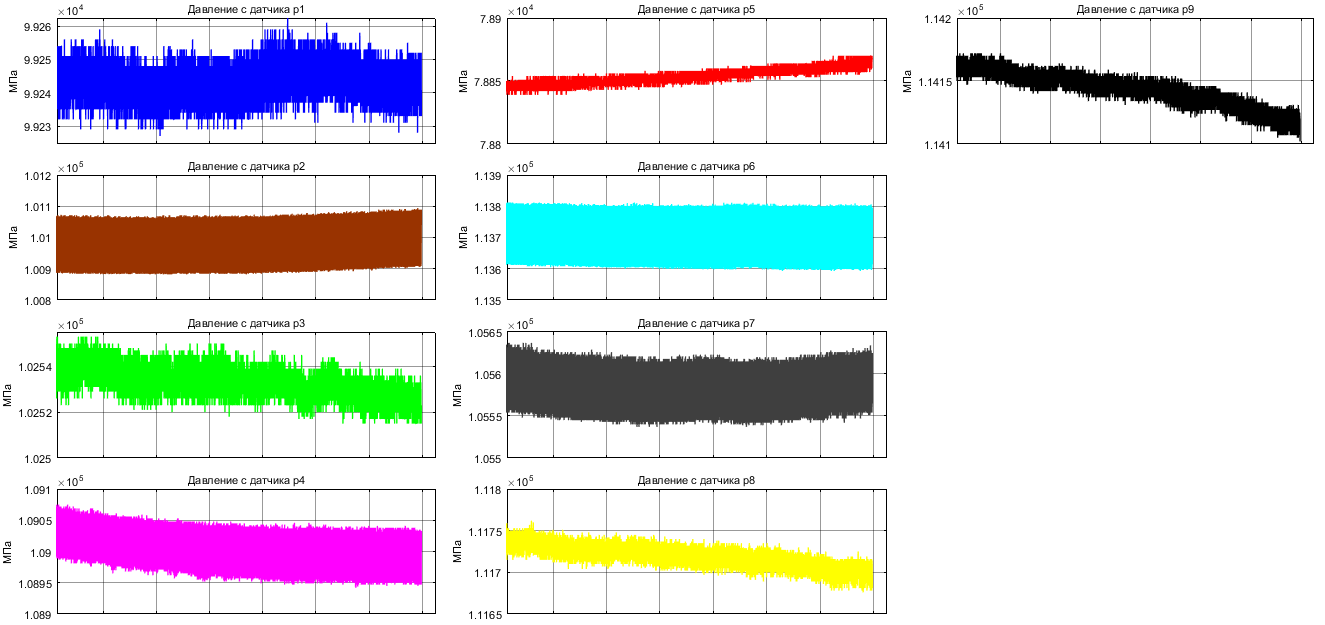 Давление с датчика p1
×10⁴
9.926
9.925
9.924
9.923
МПа
Давление с датчика p2
×10⁵
1.012
1.011
1.01
1.009
1.008
МПа
Давление с датчика p3
×10⁵
1.0254
1.0252
1.025
МПа
Давление с датчика p4
×10⁵
1.091
1.0905
1.09
1.0895
1.089
МПа
Давление с датчика p5
×10⁴
7.89
7.885
7.88
МПа
Давление с датчика p6
×10⁵
1.139
1.138
1.137
1.136
1.135
МПа
Давление с датчика p7
×10⁵
1.0565
1.056
1.0555
1.055
МПа
Давление с датчика p8
×10⁵
1.118
1.1175
1.117
1.1165
МПа
Давление с датчика p9
×10⁵
1.142
1.1415
1.141
МПа